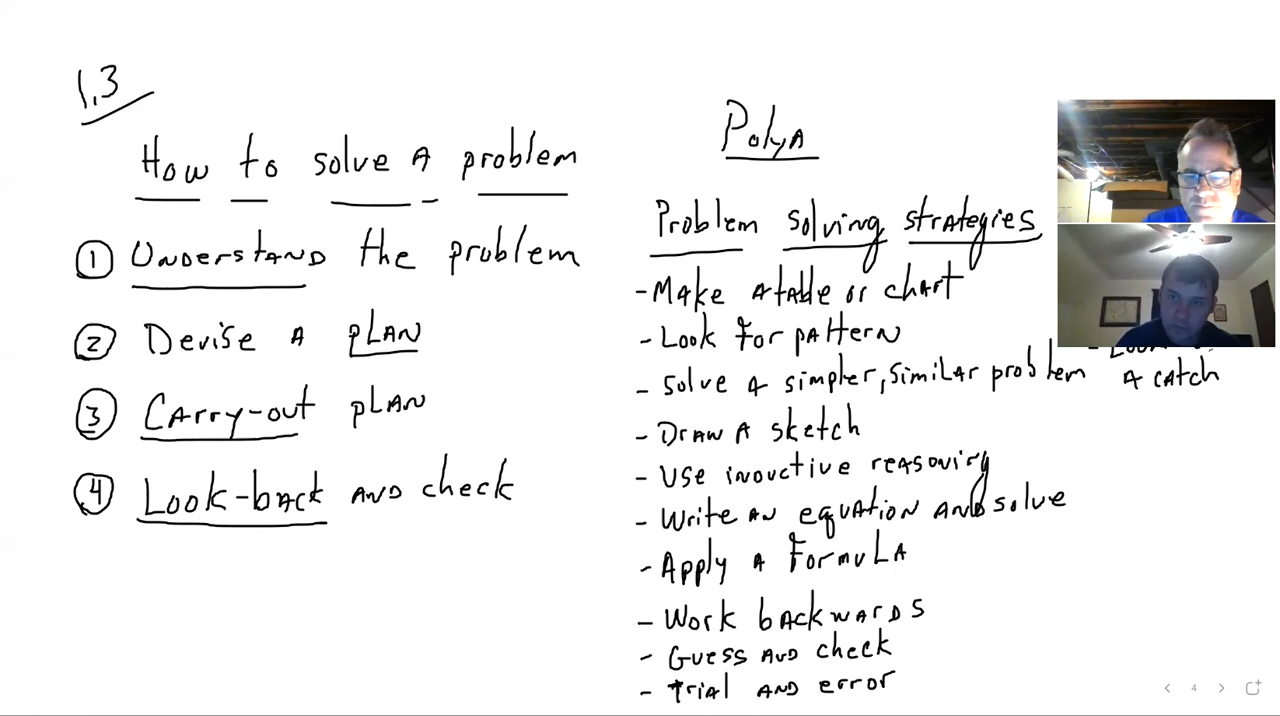 1.3
How to solve a problem
① Understand the problem
② Devise a plan
③ Carry-out plan
④ Look-back and check
Polya
Problem solving strategies
- Make a table or chart
- Look for pattern
- Solve a simpler, similar problem
- Draw a sketch
- Use inductive reasoning
- Write an equation and solve
- Apply a formula
- Work backwards
- Guess and check
- trial and error
a catch
4